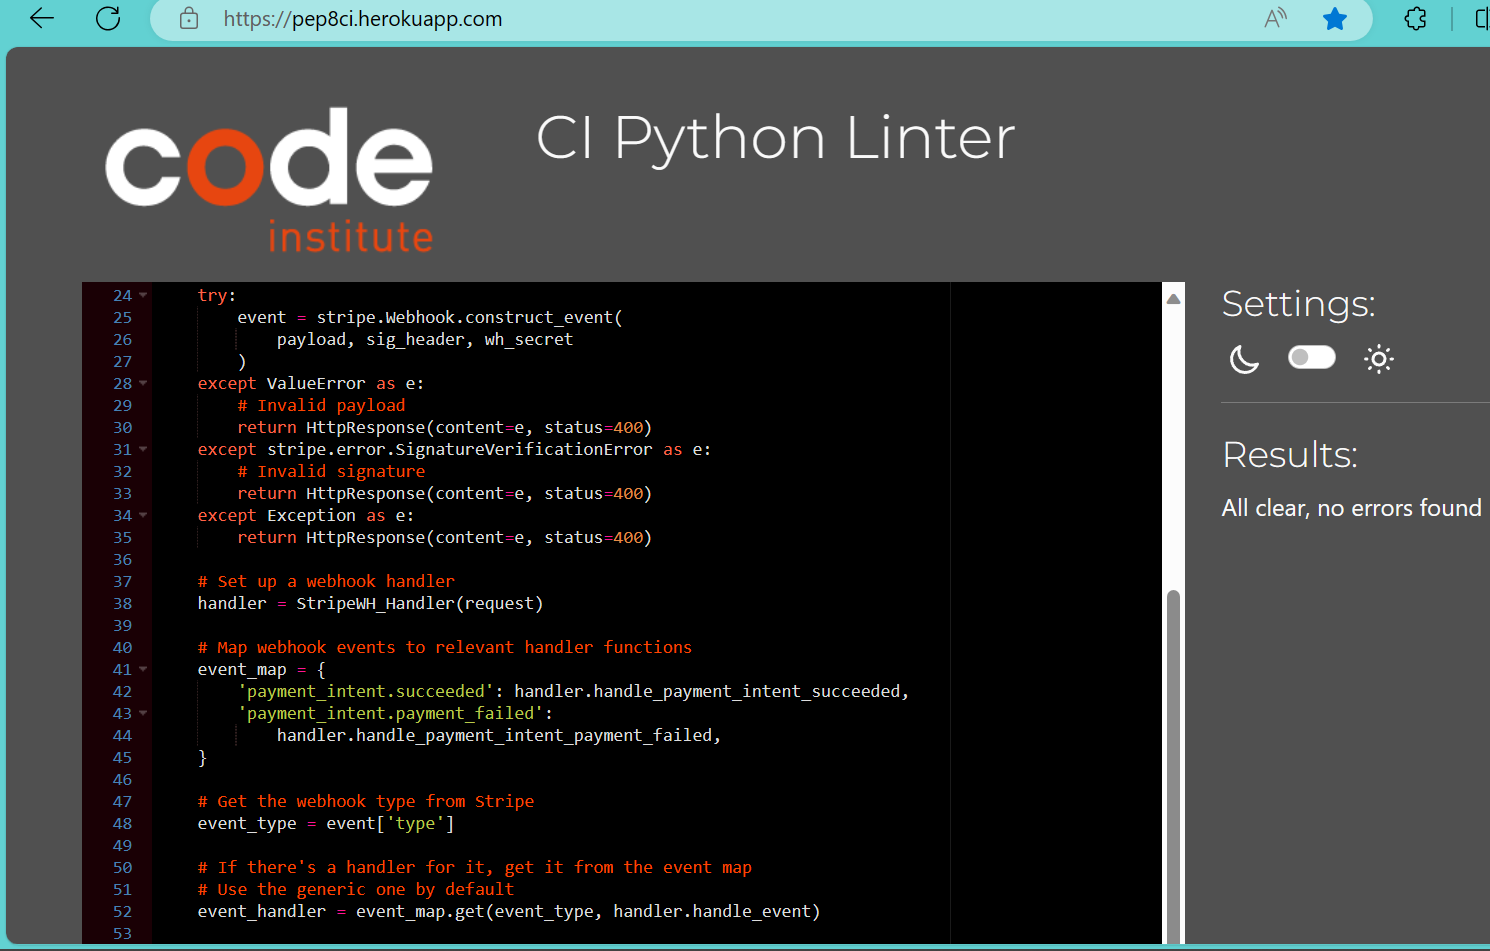 https://pep8ci.herokuapp.com
code
institute
CI Python Linter
24 try:
25 event = stripe.Webhook.construct_event(
26 payload, sig_header, wh_secret
27 )
28 except ValueError as e:
29 # Invalid payload
30 return HttpResponse(content=e, status=400)
31 except stripe.error.SignatureVerificationError as e:
32 # Invalid signature
33 return HttpResponse(content=e, status=400)
34 except Exception as e:
35 return HttpResponse(content=e, status=400)
36
37 # Set up a webhook handler
38 handler = StripeWH_Handler(request)
39
40 # Map webhook events to relevant handler functions
41 event_map = {
42 'payment_intent.succeeded': handler.handle_payment_intent_succeeded,
43 'payment_intent.payment_failed':
44 handler.handle_payment_intent_payment_failed,
45 }
46
47 # Get the webhook type from Stripe
48 event_type = event['type']
49
50 # If there's a handler for it, get it from the event map
51 # Use the generic one by default
52 event_handler = event_map.get(event_type, handler.handle_event)
53
Settings:
Results:
All clear, no errors found